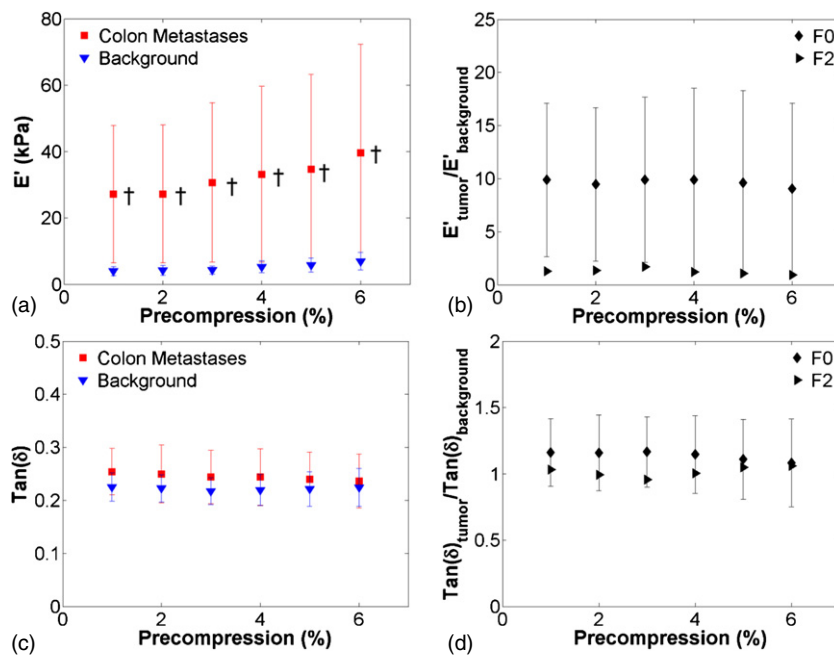 80
60
40
20
0
E' (kPa)
Colon Metastases
Background
†
†
†
†
†
†
0
2
4
6
Precompression (%)
(a)
25
20
15
10
5
0
E'tumor/E'background
F0
F2
0
2
4
6
Precompression (%)
(b)
0.5
0.4
0.3
0.2
0.1
0
Tan(δ)
Colon Metastases
Background
0
2
4
6
Precompression (%)
(c)
2
1.5
1
0.5
0
Tan(δ)tumor/Tan(δ)background
F0
F2
0
2
4
6
Precompression (%)
(d)